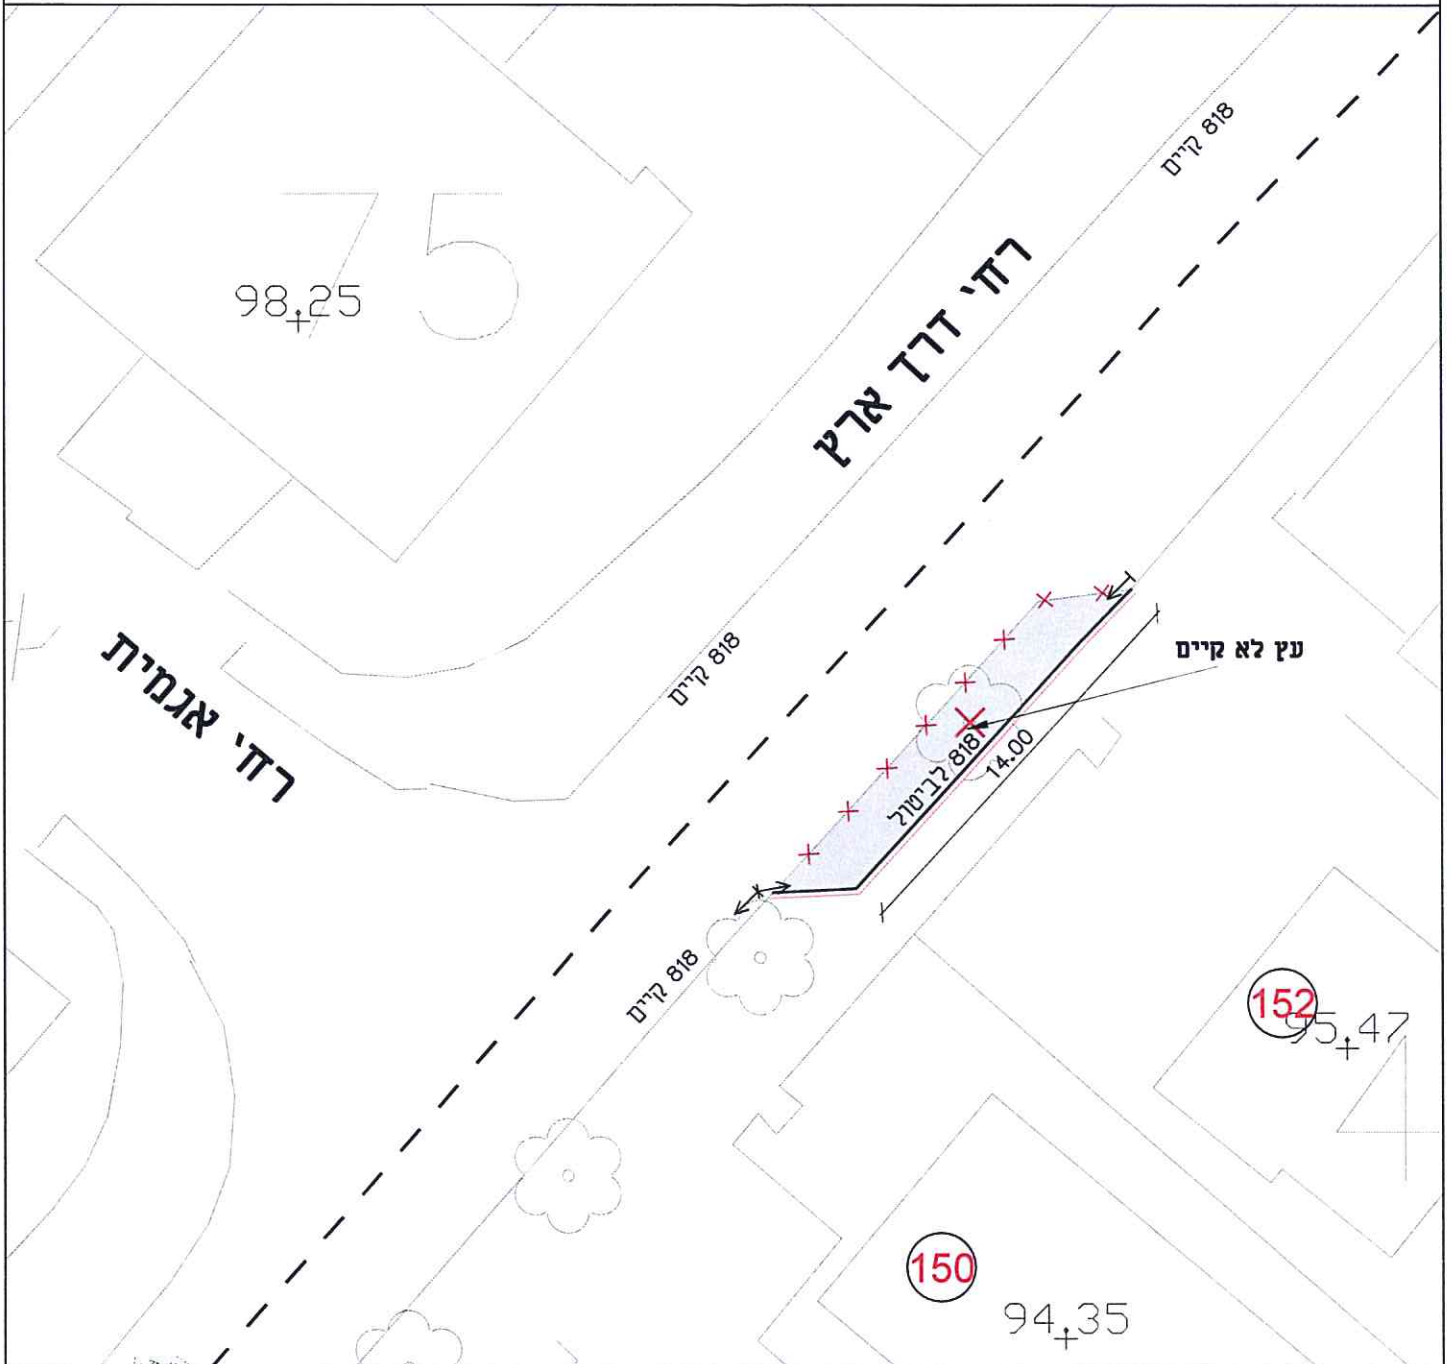 818 קיים
75
98.25
רח' דרך ארץ
818 קיים
רח' אגמית
עץ לא קיים
818 לביטול
14.00
818 קיים
152
95.47
4
150
94.35